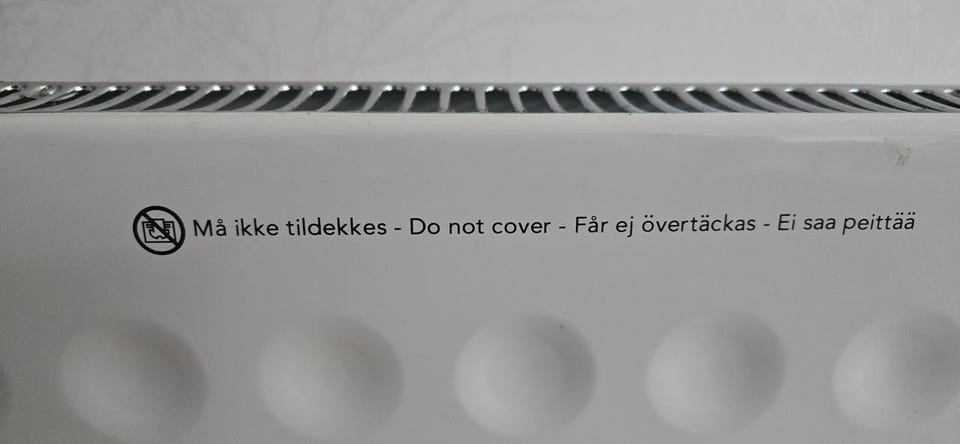 Må ikke tildekkes - Do not cover - Får ej övertäckas - Ei saa peittää